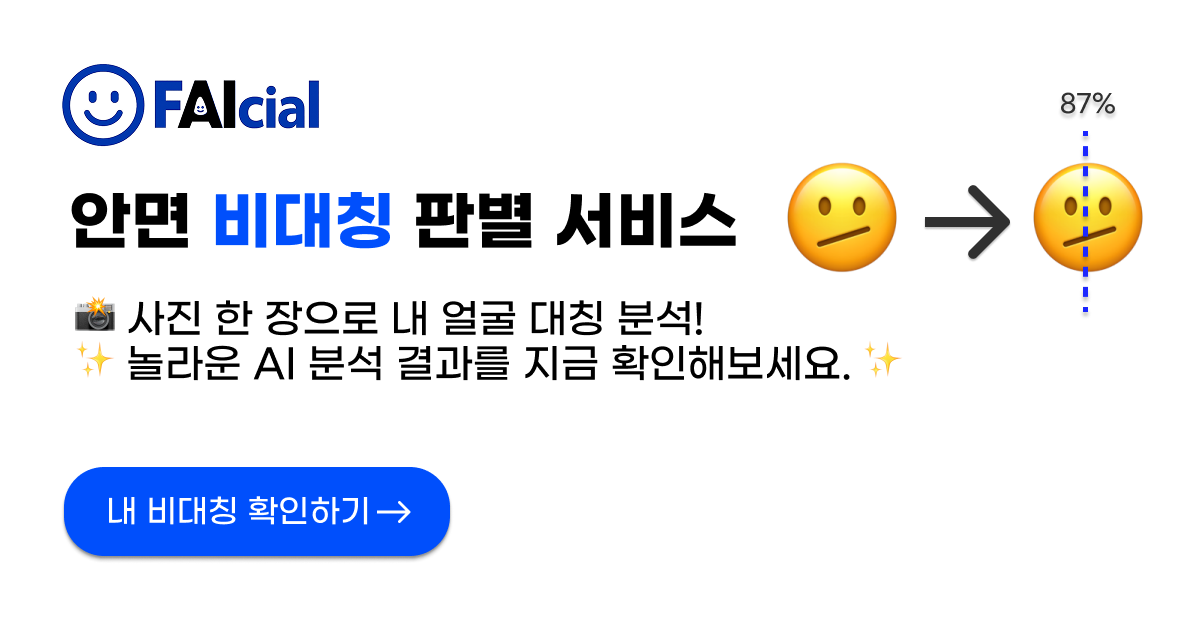 FAIcial
87%
안면 비대칭 판별 서비스
📸 사진 한 장으로 내 얼굴 대칭 분석!
✨ 놀라운 AI 분석 결과를 지금 확인해보세요. ✨
내 비대칭 확인하기 →